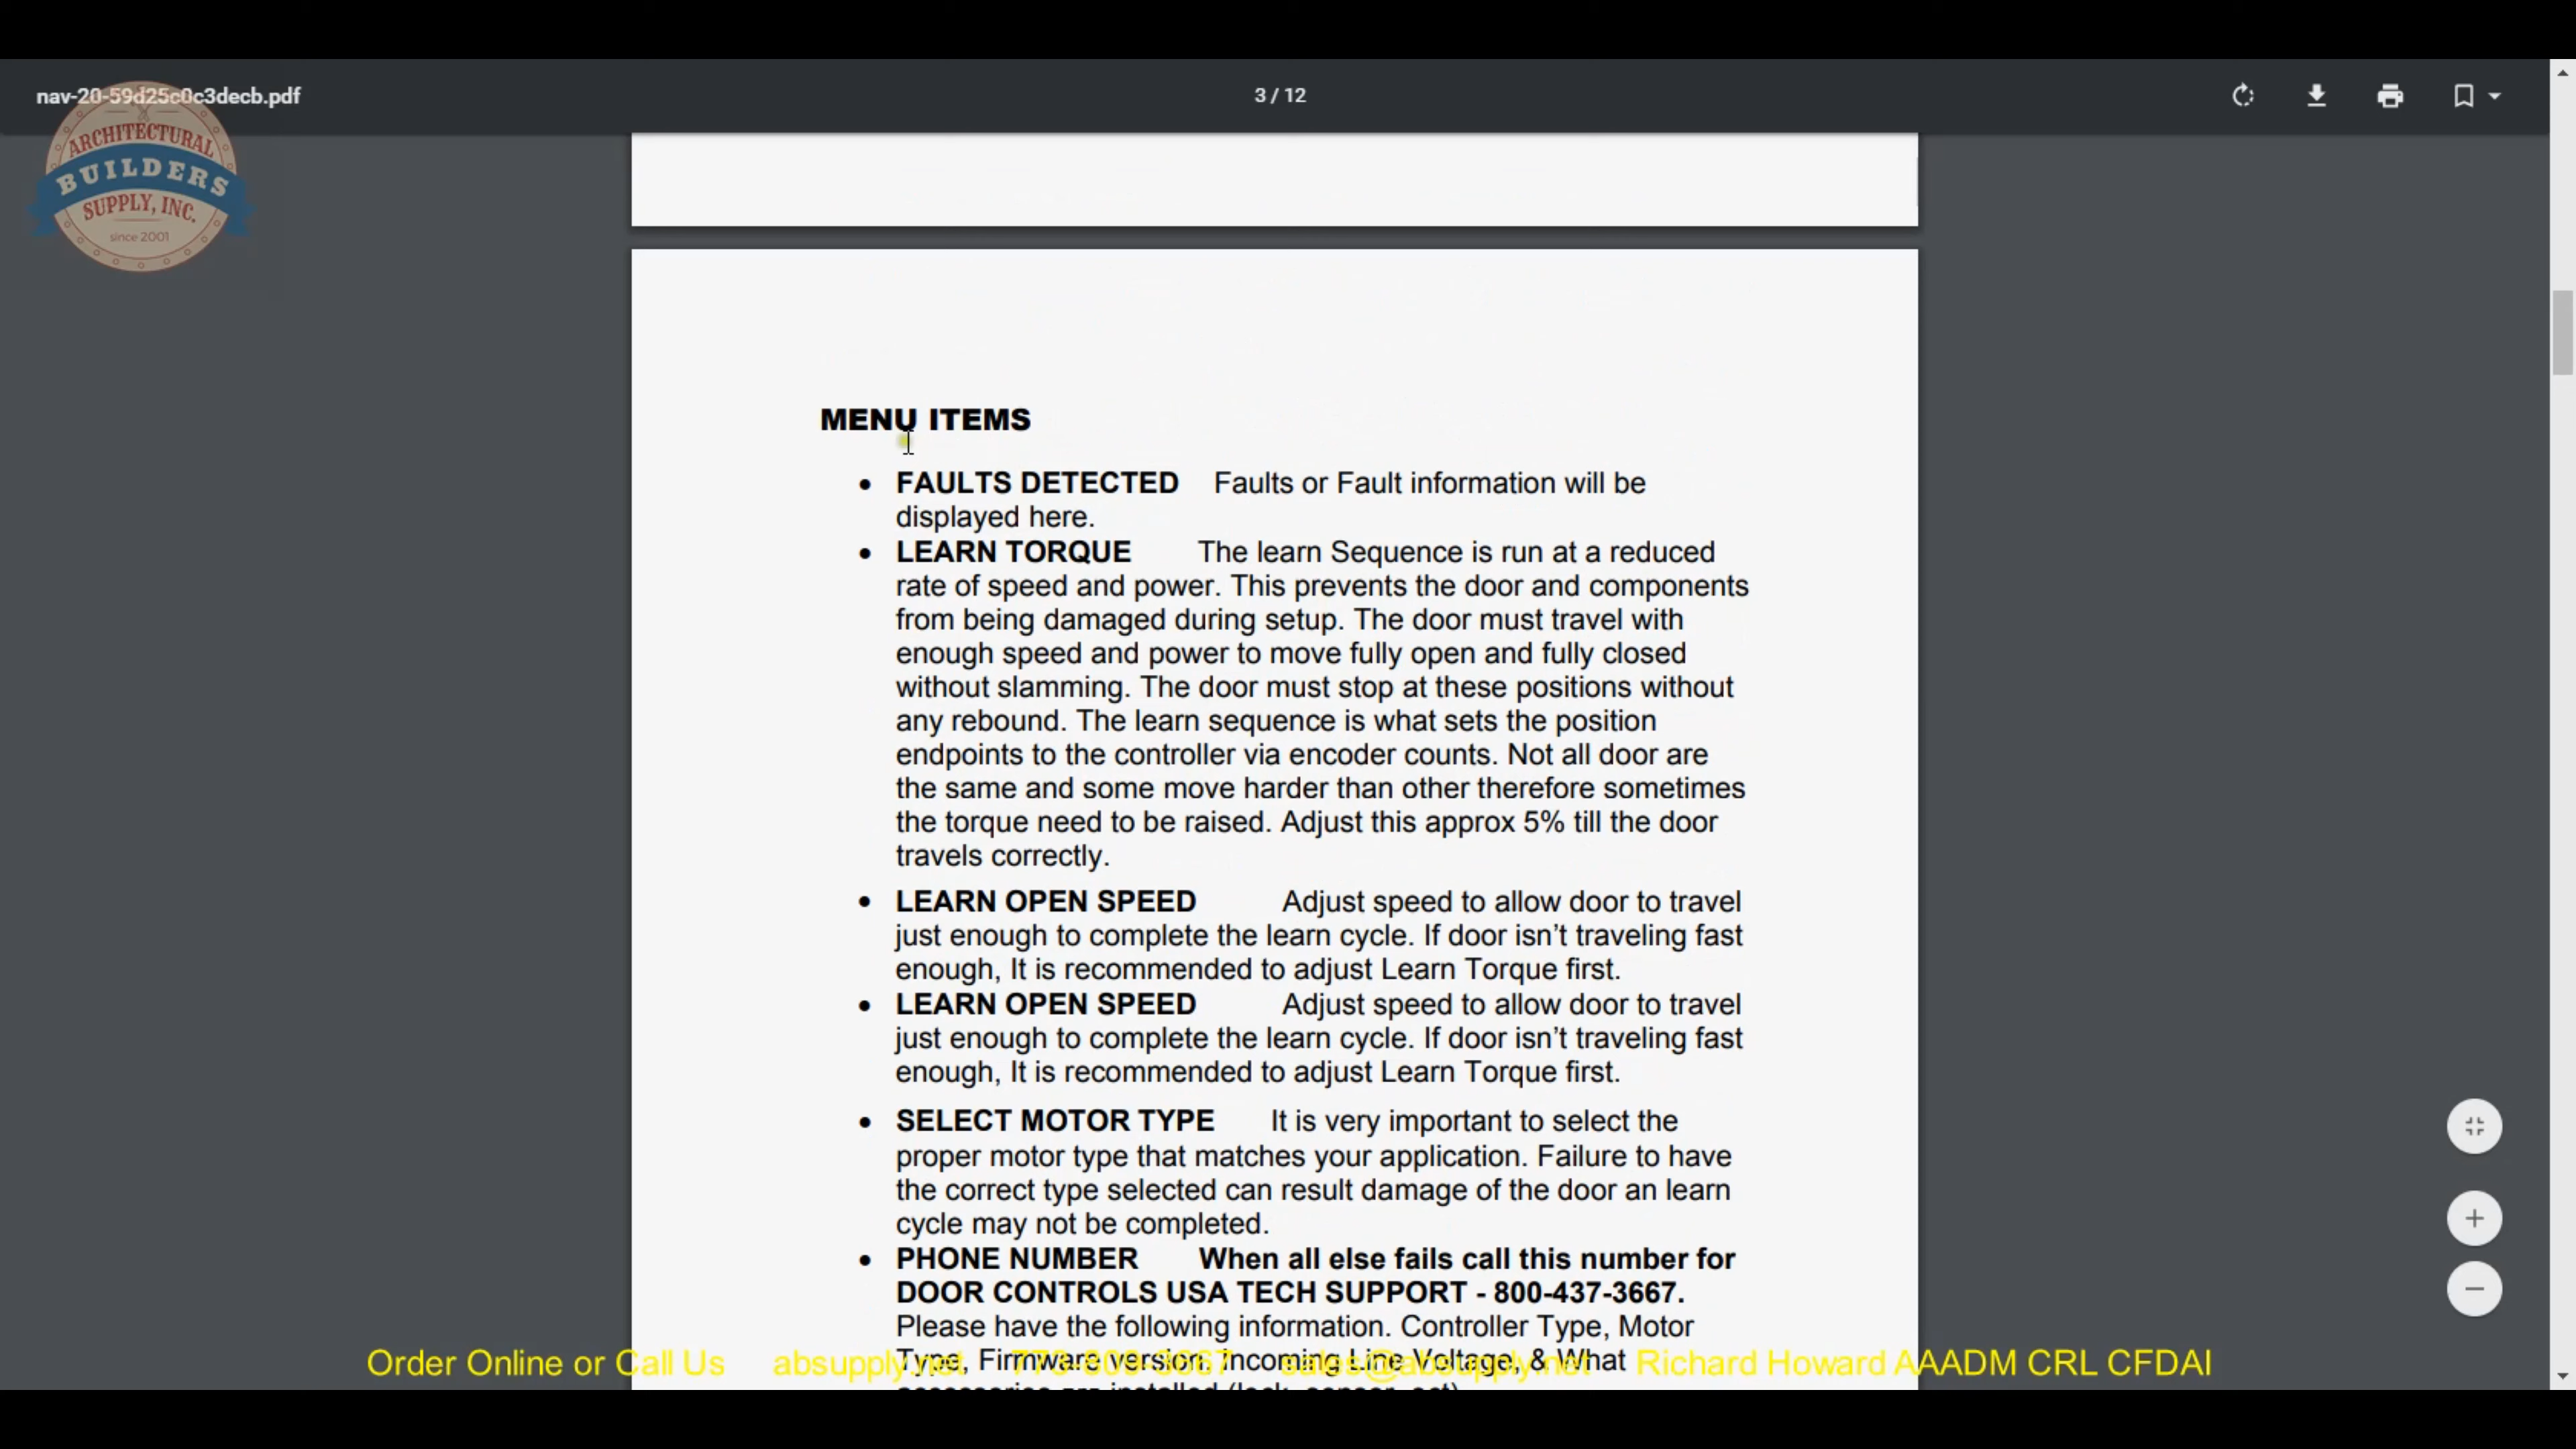 nav-20-59d25c0c3decb.pdf
3 / 12
ARCHITECTURAL
BUILDERS
SUPPLY, INC.
since 2001
MENU ITEMS
• FAULTS DETECTED Faults or Fault information will be
displayed here.
• LEARN TORQUE The learn Sequence is run at a reduced
rate of speed and power. This prevents the door and components
from being damaged during setup. The door must travel with
enough speed and power to move fully open and fully closed
without slamming. The door must stop at these positions without
any rebound. The learn sequence is what sets the position
endpoints to the controller via encoder counts. Not all door are
the same and some move harder than other therefore sometimes
the torque need to be raised. Adjust this approx 5% till the door
travels correctly.
• LEARN OPEN SPEED Adjust speed to allow door to travel
just enough to complete the learn cycle. If door isn’t traveling fast
enough, It is recommended to adjust Learn Torque first.
• LEARN OPEN SPEED Adjust speed to allow door to travel
just enough to complete the learn cycle. If door isn’t traveling fast
enough, It is recommended to adjust Learn Torque first.
• SELECT MOTOR TYPE It is very important to select the
proper motor type that matches your application. Failure to have
the correct type selected can result damage of the door an learn
cycle may not be completed.
• PHONE NUMBER When all else fails call this number for
DOOR CONTROLS USA TECH SUPPORT - 800-437-3667.
Please have the following information. Controller Type, Motor
Type, Firmware version, Incoming Line Voltage, & What
Order Online or Call Us absupply.net sales@absupply.net Richard Howard AAADM CRL CFDAI